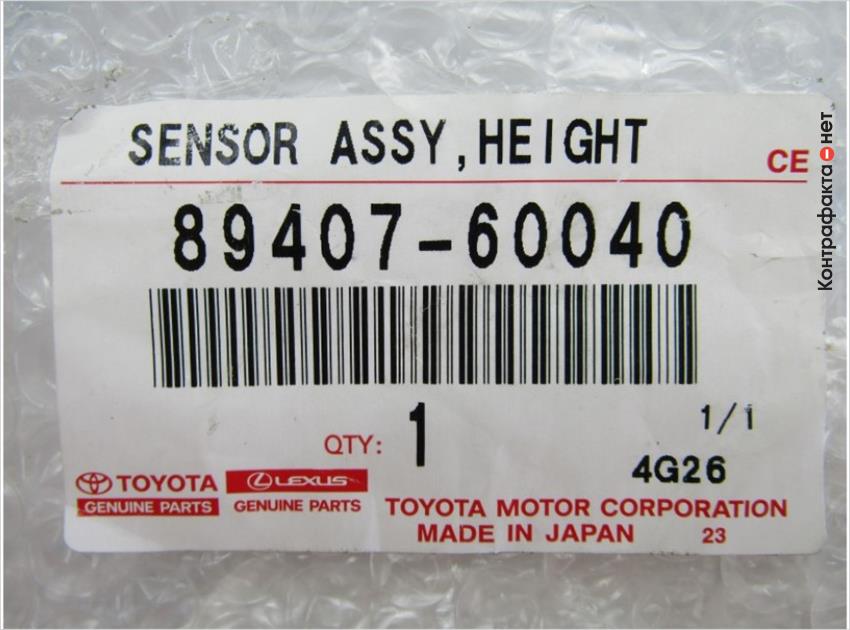 SENSOR ASSY,HEIGHT
CE
89407-60040
QTY: 1
1/1
4G26
TOYOTA
GENUINE PARTS
LEXUS
GENUINE PARTS
TOYOTA MOTOR CORPORATION
MADE IN JAPAN 23
Контрафакта нет